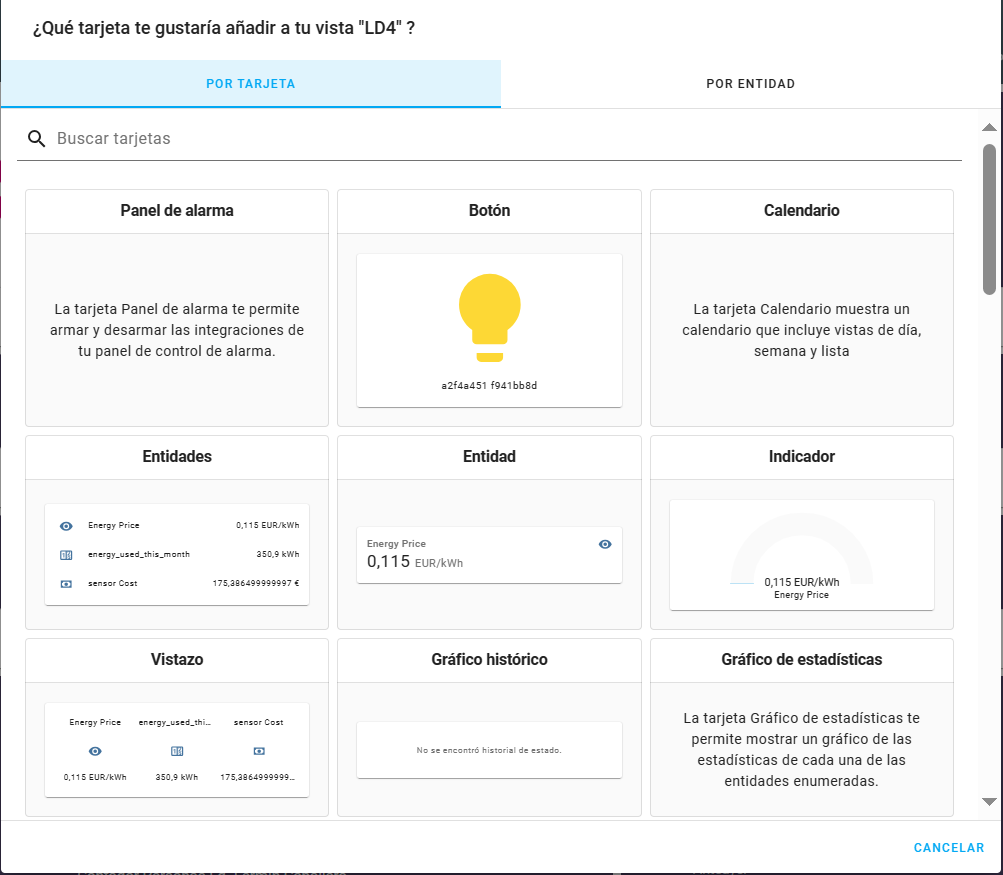 ¿Qué tarjeta te gustaría añadir a tu vista "LD4" ?
POR TARJETA
POR ENTIDAD
Buscar tarjetas
Panel de alarma
La tarjeta Panel de alarma te permite
armar y desarmar las integraciones de
tu panel de control de alarma.
Botón
a2f4a451 f941bb8d
Calendario
La tarjeta Calendario muestra un
calendario que incluye vistas de día,
semana y lista
Entidades
Energy Price 0,115 EUR/kWh
energy_used_this_month 350,9 kWh
sensor Cost 175,386499999997 €
Entidad
Energy Price
0,115 EUR/kWh
Indicador
0,115 EUR/kWh
Energy Price
Vistazo
Energy Price energy_used_thi... sensor Cost
0,115 EUR/kWh 350,9 kWh 175,3864999999...
Gráfico histórico
No se encontró historial de estado.
Gráfico de estadísticas
La tarjeta Gráfico de estadísticas te
permite mostrar un gráfico de las
estadísticas de cada una de las
entidades enumeradas.
CANCELAR